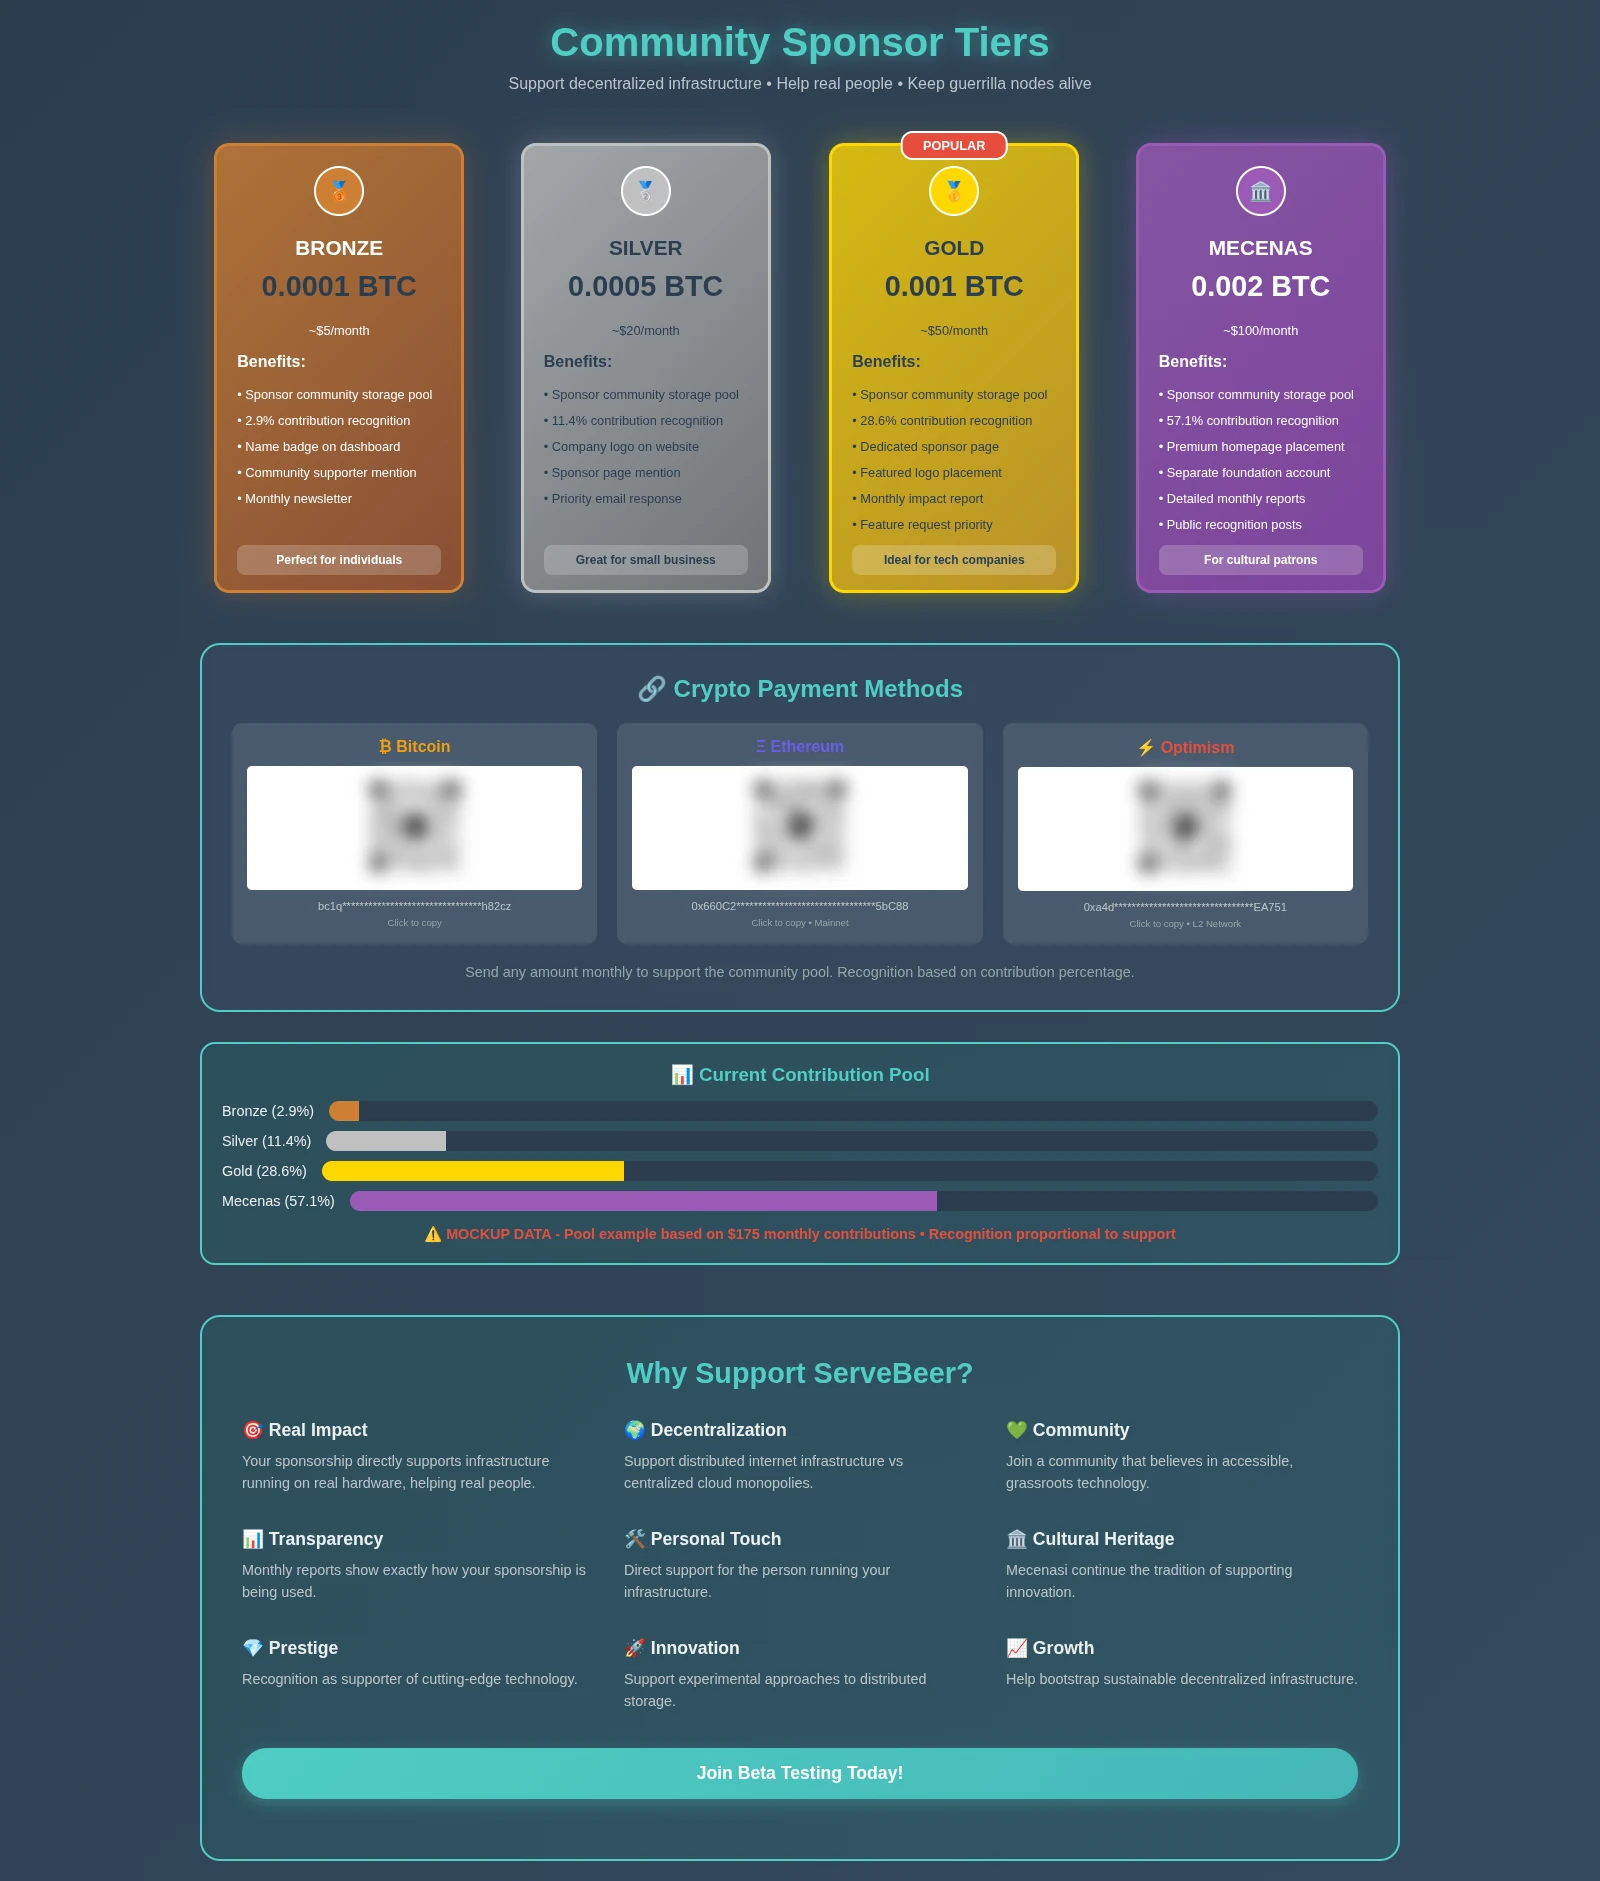 Community Sponsor Tiers
Support decentralized infrastructure • Help real people • Keep guerrilla nodes alive
BRONZE
0.0001 BTC
~$5/month
Benefits:
• Sponsor community storage pool
• 2.9% contribution recognition
• Name badge on dashboard
• Community supporter mention
• Monthly newsletter
Perfect for individuals
SILVER
0.0005 BTC
~$20/month
Benefits:
• Sponsor community storage pool
• 11.4% contribution recognition
• Company logo on website
• Sponsor page mention
• Priority email response
Great for small business
POPULAR
GOLD
0.001 BTC
~$50/month
Benefits:
• Sponsor community storage pool
• 28.6% contribution recognition
• Dedicated sponsor page
• Featured logo placement
• Monthly impact report
• Feature request priority
Ideal for tech companies
MECENAS
0.002 BTC
~$100/month
Benefits:
• Sponsor community storage pool
• 57.1% contribution recognition
• Premium homepage placement
• Separate foundation account
• Detailed monthly reports
• Public recognition posts
For cultural patrons
🔗 Crypto Payment Methods
₿ Bitcoin
bc1q********************************h82cz
Click to copy
Ξ Ethereum
0x660C2********************************5bC88
Click to copy • Mainnet
⚡ Optimism
0xa4d********************************EA751
Click to copy • L2 Network
Send any amount monthly to support the community pool. Recognition based on contribution percentage.
📊 Current Contribution Pool
Bronze (2.9%)
Silver (11.4%)
Gold (28.6%)
Mecenas (57.1%)
⚠️ MOCKUP DATA - Pool example based on $175 monthly contributions • Recognition proportional to support
Why Support ServeBeer?
🎯 Real Impact
Your sponsorship directly supports infrastructure
running on real hardware, helping real people.
🌍 Decentralization
Support distributed internet infrastructure vs
centralized cloud monopolies.
💚 Community
Join a community that believes in accessible,
grassroots technology.
📊 Transparency
Monthly reports show exactly how your sponsorship is
being used.
🛠️ Personal Touch
Direct support for the person running your
infrastructure.
🏛️ Cultural Heritage
Mecenasi continue the tradition of supporting
innovation.
💎 Prestige
Recognition as supporter of cutting-edge technology.
🚀 Innovation
Support experimental approaches to distributed
storage.
📈 Growth
Help bootstrap sustainable decentralized infrastructure.
Join Beta Testing Today!